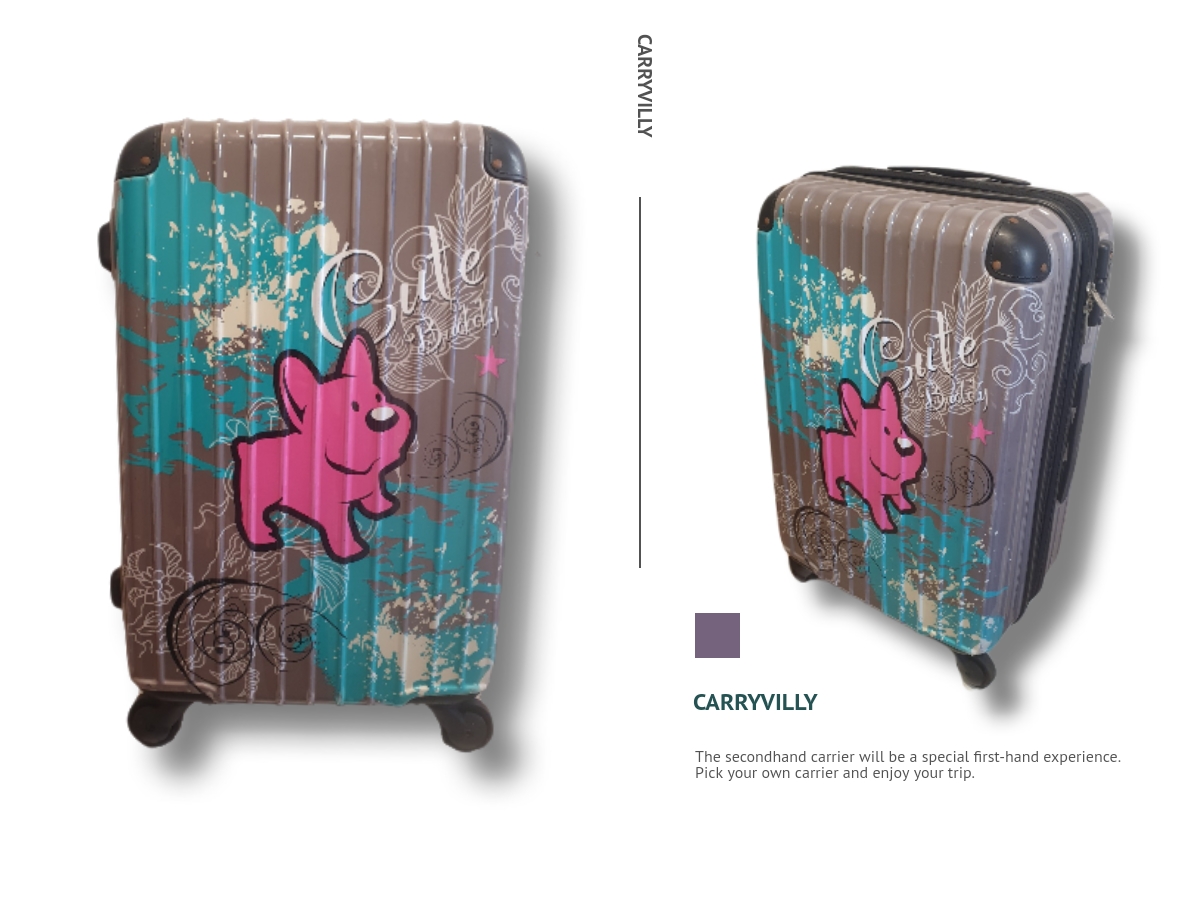 CARRYVILLY
Cute
Buddy
Cute
Buddy
CARRYVILLY
The secondhand carrier will be a special first-hand experience.
Pick your own carrier and enjoy your trip.